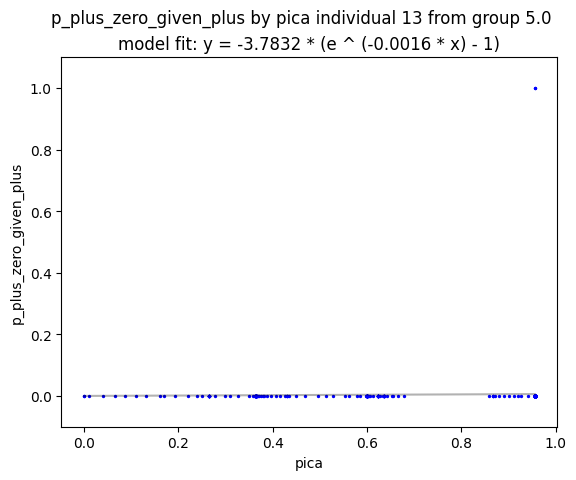 p_plus_zero_given_plus by pica individual 13 from group 5.0
model fit: y = -3.7832 * (e ^ (-0.0016 * x) - 1)
1.0
0.8
0.6
0.4
0.2
0.0
p_plus_zero_given_plus
0.0 0.2 0.4 0.6 0.8 1.0
pica